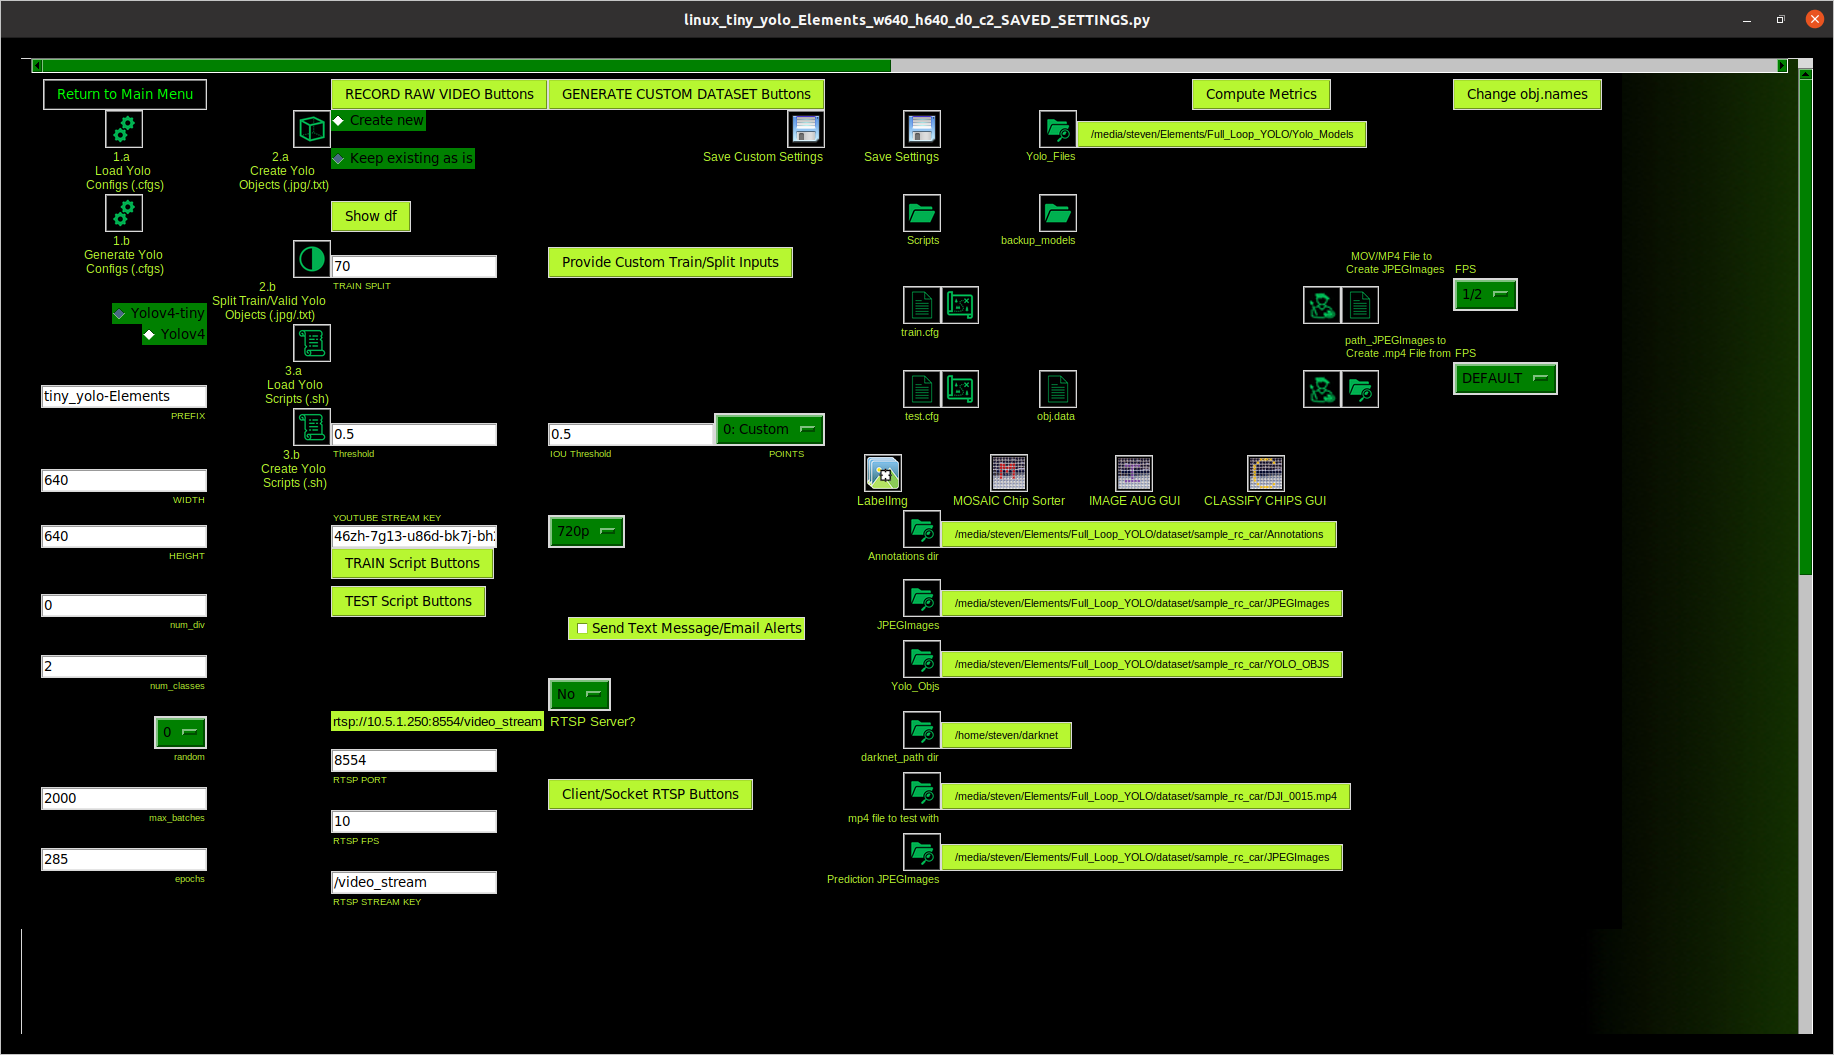 linux_tiny_yolo_Elements_w640_h640_d0_c2_SAVED_SETTINGS.py
Return to Main Menu
RECORD RAW VIDEO Buttons
GENERATE CUSTOM DATASET Buttons
Compute Metrics
Change obj.names
1.a
Load Yolo
Configs (.cfgs)
2.a
Create Yolo
Objects (.jpg/.txt)
Create new
Keep existing as is
Save Custom Settings
Save Settings
Yolo_Files
/media/steven/Elements/Full_Loop_YOLO/Yolo_Models
1.b
Generate Yolo
Configs (.cfgs)
Show df
Scripts
backup_models
70
TRAIN SPLIT
Provide Custom Train/Split Inputs
2.b
Split Train/Valid Yolo
Objects (.jpg/.txt)
MOV/MP4 File to
Create JPEGImages
FPS
1/2
Yolov4-tiny
Yolov4
train.cfg
path_JPEGImages to
Create .mp4 File from
FPS
DEFAULT
3.a
Load Yolo
Scripts (.sh)
tiny_yolo-Elements
PREFIX
test.cfg
obj.data
3.b
Create Yolo
Scripts (.sh)
0.5
Threshold
0.5
IOU Threshold
0: Custom
POINTS
640
WIDTH
LabelImg
MOSAIC Chip Sorter
IMAGE AUG GUI
CLASSIFY CHIPS GUI
640
HEIGHT
YOUTUBE STREAM KEY
46zh-7g13-u86d-bk7j-bh
720p
TRAIN Script Buttons
Annotations dir
/media/steven/Elements/Full_Loop_YOLO/dataset/sample_rc_car/Annotations
0
num_div
TEST Script Buttons
Send Text Message/Email Alerts
JPEGImages
/media/steven/Elements/Full_Loop_YOLO/dataset/sample_rc_car/JPEGImages
2
num_classes
Yolo_Objs
/media/steven/Elements/Full_Loop_YOLO/dataset/sample_rc_car/YOLO_OBJS
No
RTSP Server?
0
random
rtsp://10.5.1.250:8554/video_stream
darknet_path dir
/home/steven/darknet
8554
RTSP PORT
2000
max_batches
Client/Socket RTSP Buttons
mp4 file to test with
/media/steven/Elements/Full_Loop_YOLO/dataset/sample_rc_car/DJI_0015.mp4
10
RTSP FPS
285
epochs
Prediction JPEGImages
/media/steven/Elements/Full_Loop_YOLO/dataset/sample_rc_car/JPEGImages
/video_stream
RTSP STREAM KEY